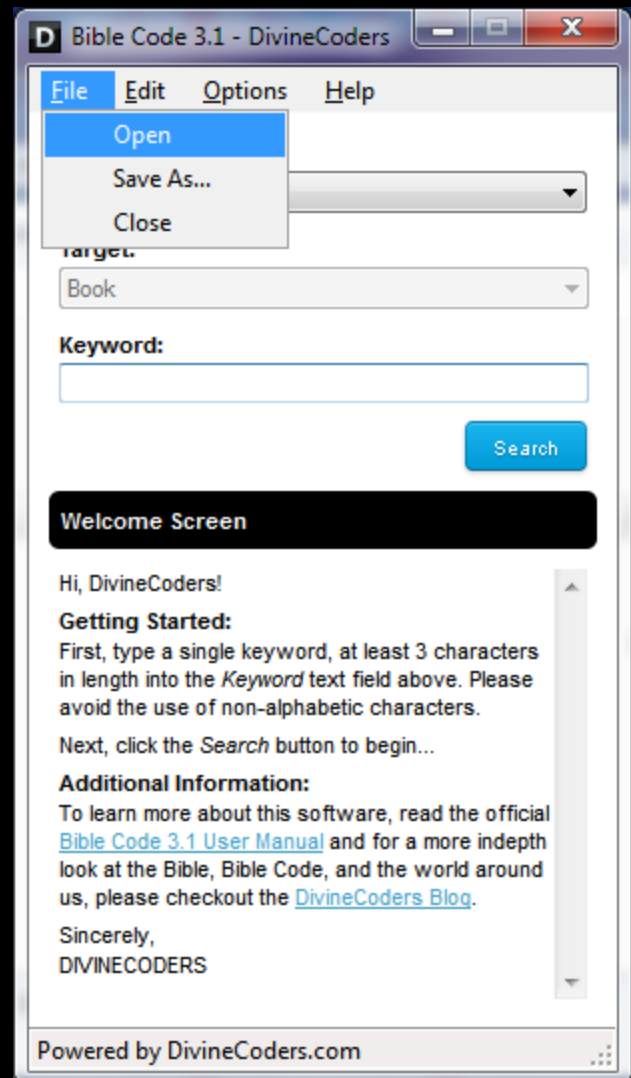 D Bible Code 3.1 - DivineCoders
File Edit Options Help
Open
Save As...
Close
Target:
Book
Keyword:
Search
Welcome Screen
Hi, DivineCoders!
Getting Started:
First, type a single keyword, at least 3 characters
in length into the Keyword text field above. Please
avoid the use of non-alphabetic characters.
Next, click the Search button to begin...
Additional Information:
To learn more about this software, read the official
Bible Code 3.1 User Manual and for a more indepth
look at the Bible, Bible Code, and the world around
us, please checkout the DivineCoders Blog.
Sincerely,
DIVINECODERS
Powered by DivineCoders.com